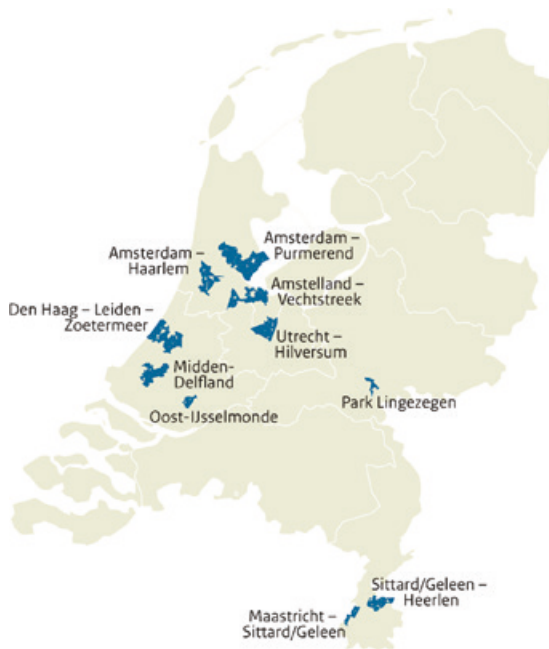 Amsterdam –
Purmerend
Amsterdam –
Haarlem
Amstelland –
Vechtstreek
Den Haag – Leiden –
Zoetermeer
Utrecht –
Hilversum
Midden-
Delfland
Oost-IJsselmonde
Park Lingezegen
Sittard/Geleen –
Heerlen
Maastricht –
Sittard/Geleen